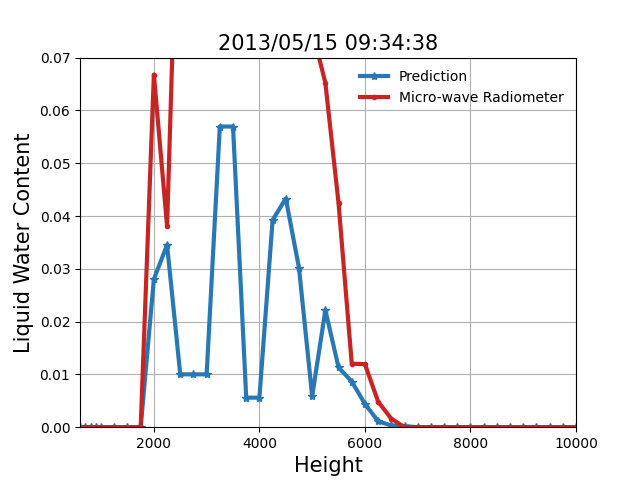 2013/05/15 09:34:38
0.07
0.06
0.05
0.04
0.03
0.02
0.01
0.00
Liquid Water Content
Prediction
Micro-wave Radiometer
2000 4000 6000 8000 10000
Height